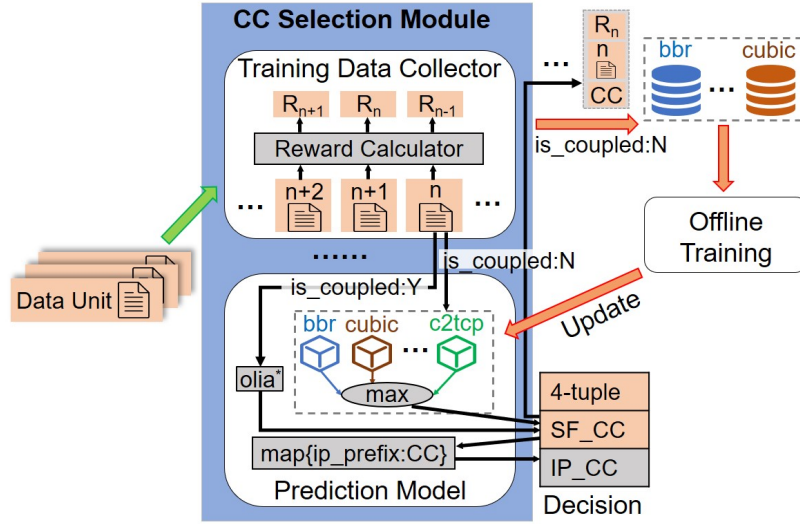 CC Selection Module
Training Data Collector
Rn+1 Rn Rn-1
Reward Calculator
n+2 n+1 n
... ...
......
is_coupled:Y
is_coupled:N
Data Unit
bbr cubic ... c2tcp
olia*
max
map{ip_prefix:CC}
Prediction Model
...
Rn
n
CC
is_coupled:N
bbr ... cubic
Offline
Training
Update
4-tuple
SF_CC
IP_CC
Decision